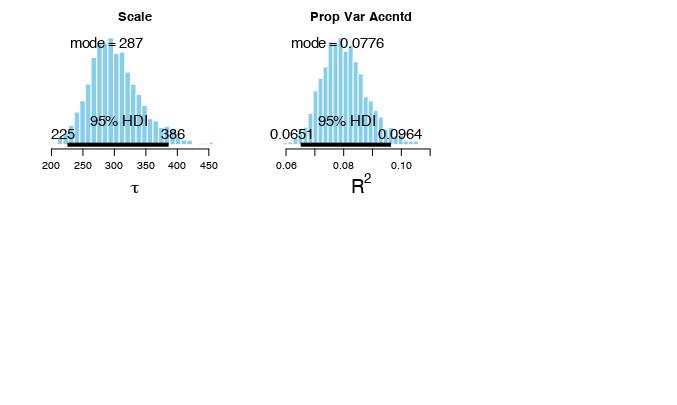 Scale
mode = 287
95% HDI
225 386
200 250 300 350 400 450
τ
Prop Var Accntd
mode = 0.0776
95% HDI
0.0651 0.0964
0.06 0.08 0.10
R²